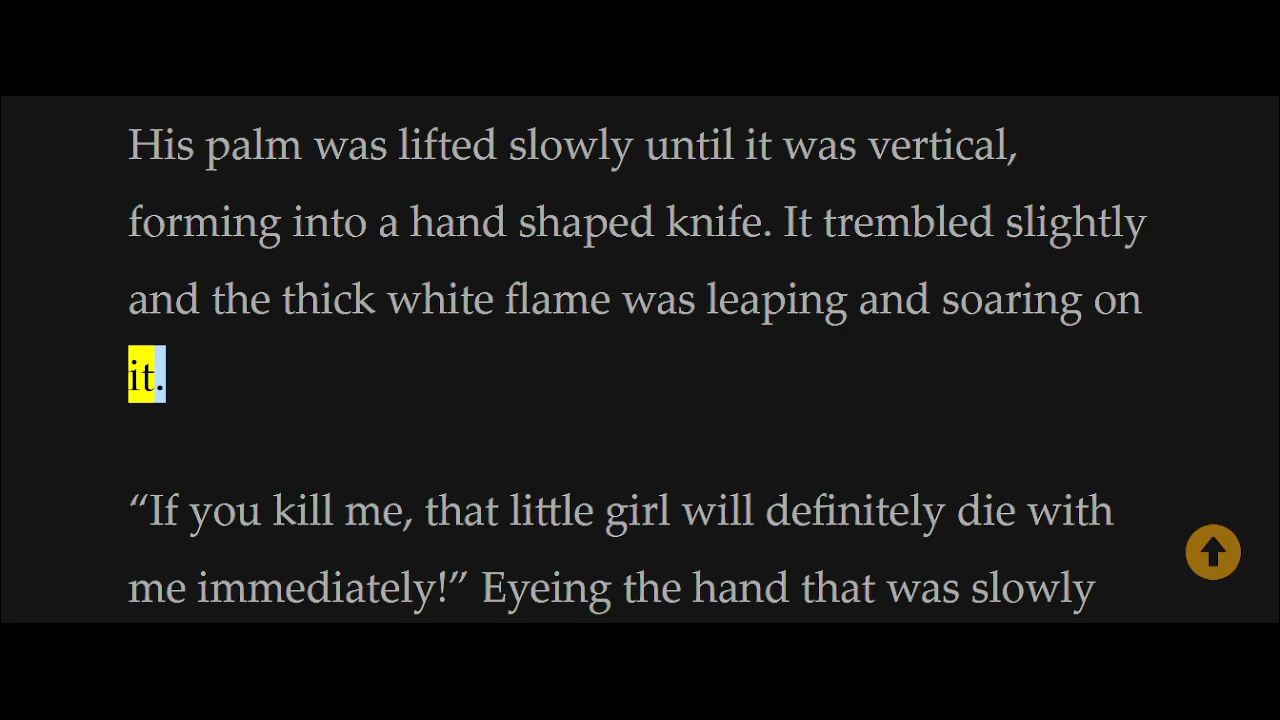 His palm was lifted slowly until it was vertical,
forming into a hand shaped knife. It trembled slightly
and the thick white flame was leaping and soaring on
it.
“If you kill me, that little girl will definitely die with
me immediately!” Eyeing the hand that was slowly